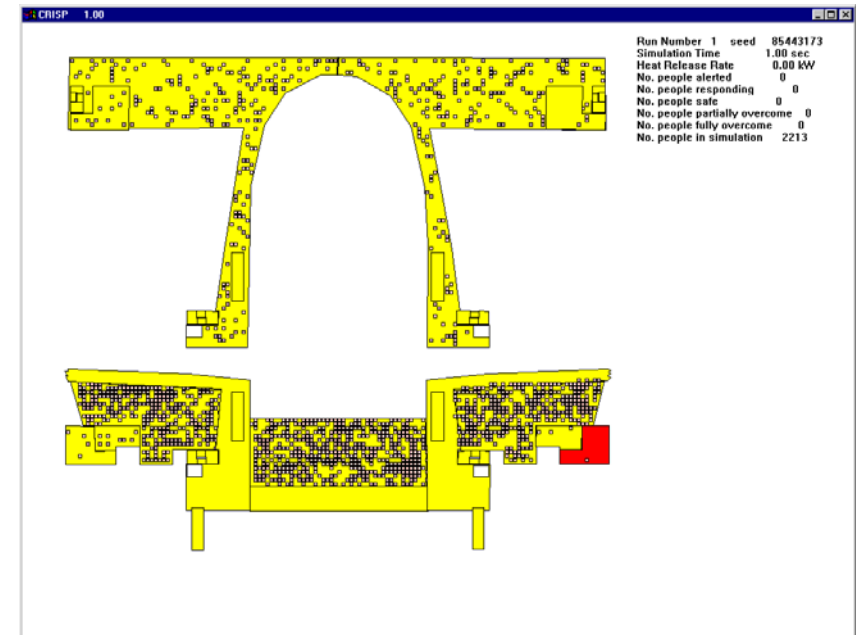 CRISP 1.00
Run Number 1 seed 85443173
Simulation Time 1.00 sec
Heat Release Rate 0.00 kW
No. people alerted 0
No. people responding 0
No. people safe 0
No. people partially overcome 0
No. people fully overcome 0
No. people in simulation 2213